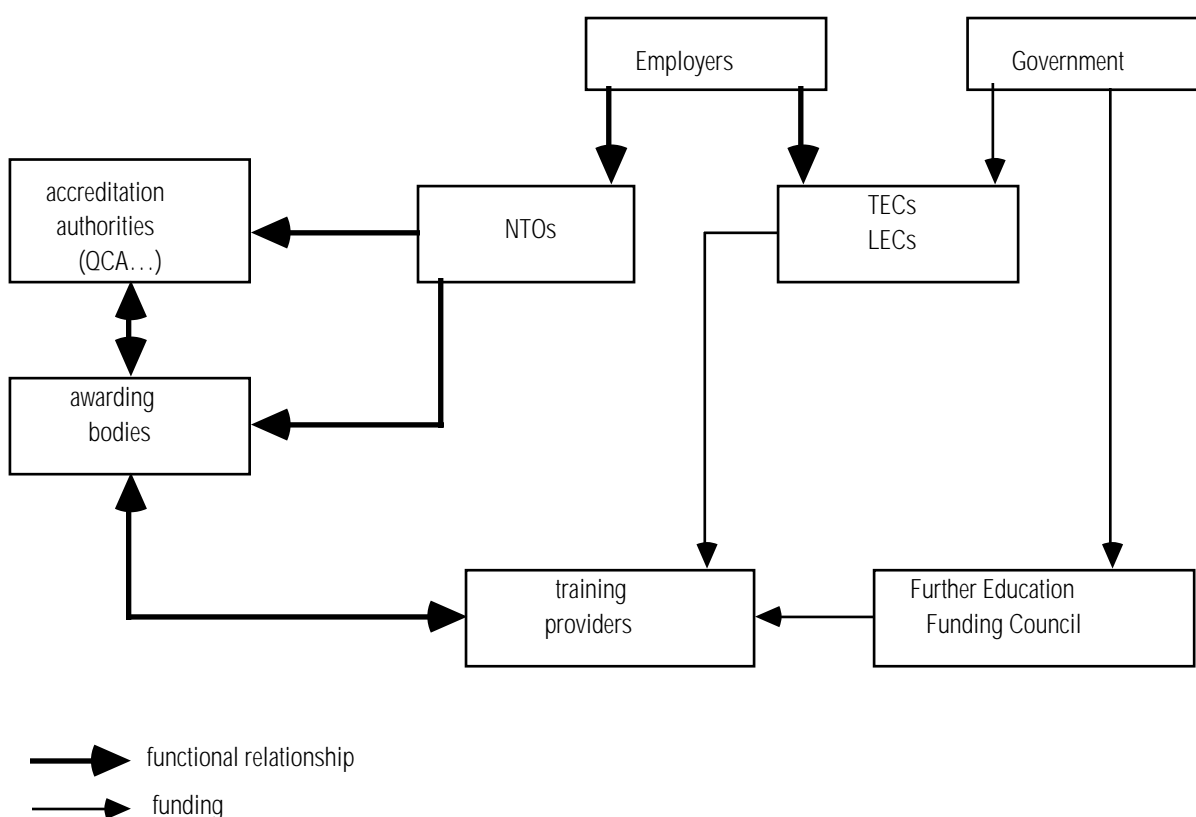 Employers
Government
accreditation
authorities
(QCA...)
NTOs
TECs
LECs
awarding
bodies
training
providers
Further Education
Funding Council
functional relationship
funding